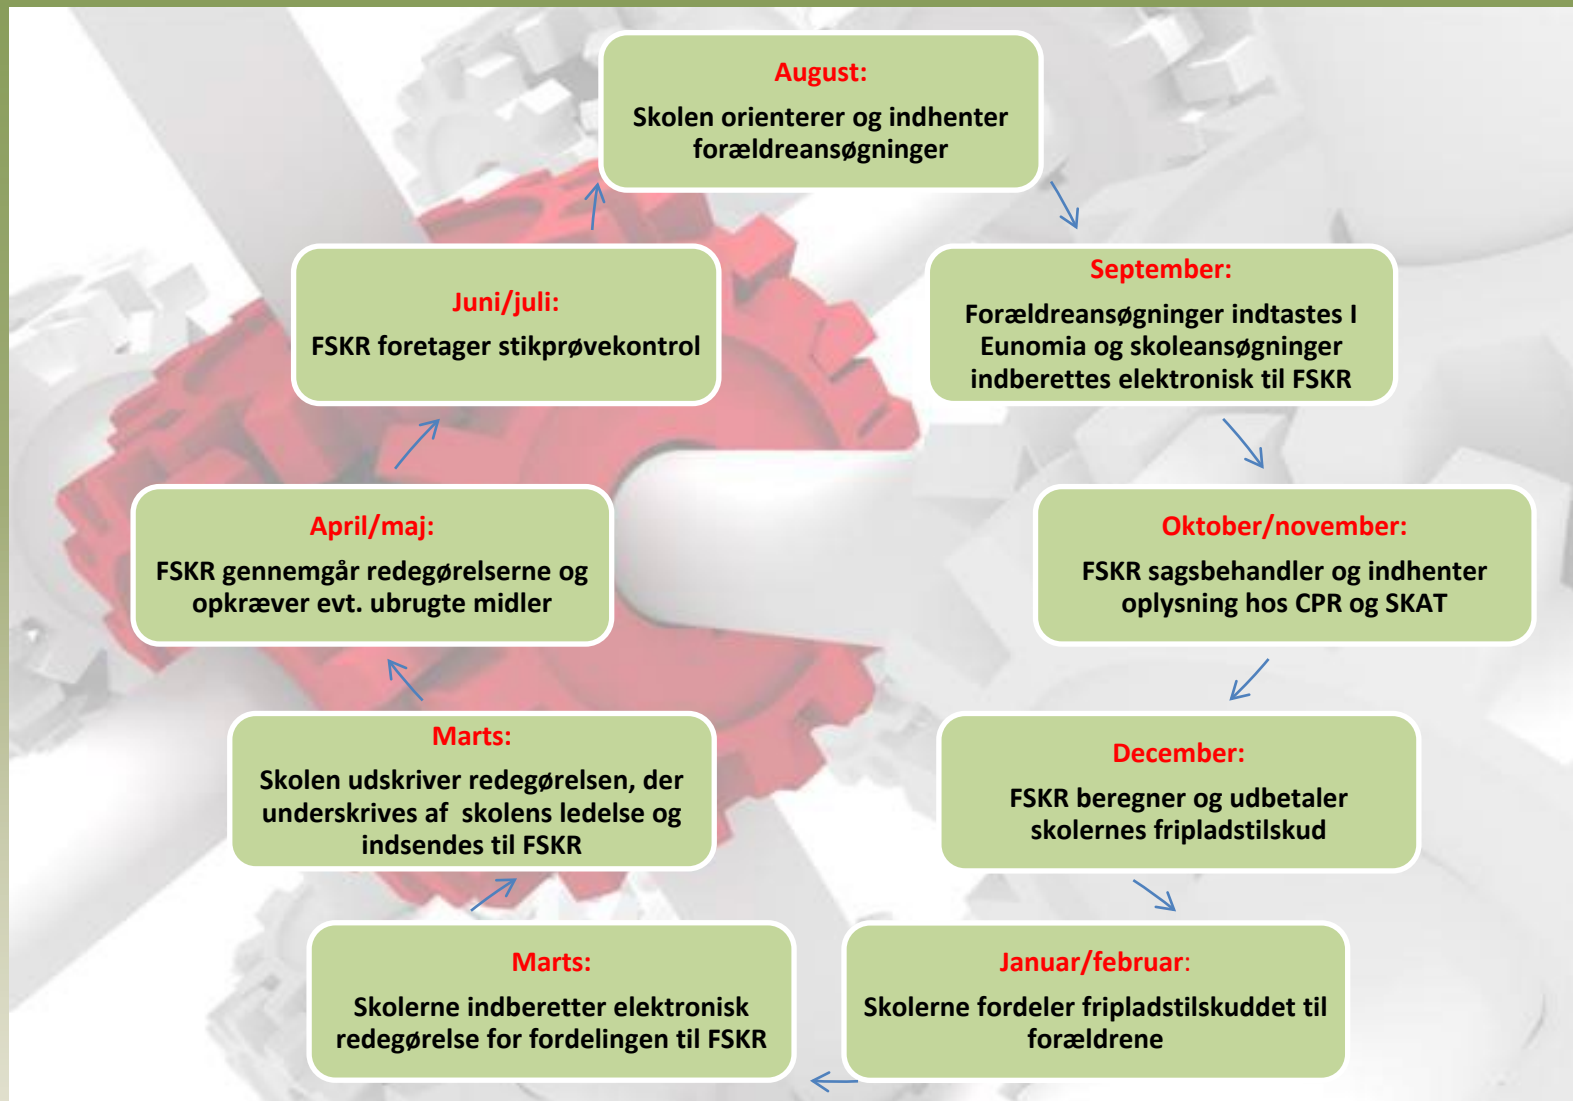 August:
Skolen orienterer og indhenter
forældreansøgninger
September:
Forældreansøgninger indtastes I
Eunomia og skoleansøgninger
indberettes elektronisk til FSKR
Oktober/november:
FSKR sagsbehandler og indhenter
oplysning hos CPR og SKAT
December:
FSKR beregner og udbetaler
skolernes fripladstilskud
Januar/februar:
Skolerne fordeler fripladstilskuddet til
forældrene
Marts:
Skolerne indberetter elektronisk
redegørelse for fordelingen til FSKR
Marts:
Skolen udskriver redegørelsen, der
underskrives af skolens ledelse og
indsendes til FSKR
April/maj:
FSKR gennemgår redegørelserne og
opkræver evt. ubrugte midler
Juni/juli:
FSKR foretager stikprøvekontrol